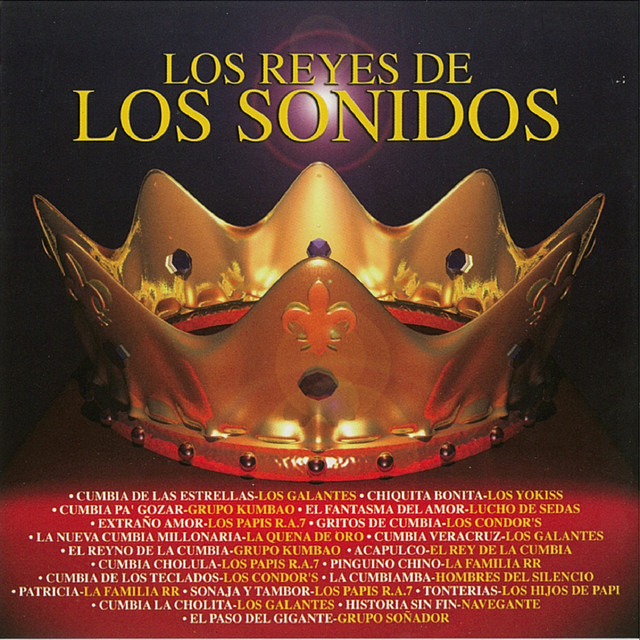 LOS REYES DE
LOS SONIDOS
• CUMBIA DE LAS ESTRELLAS-LOS GALANTES • CHIQUITA BONITA-LOS YOKISS
• CUMBIA PA' GOZAR-GRUPO KUMBAO • EL FANTASMA DEL AMOR-LUCHO DE SEDAS
• EXTRAÑO AMOR-LOS PAPIS R.A.7 • GRITOS DE CUMBIA-LOS CONDOR'S
• LA NUEVA CUMBIA MILLONARIA-LA QUENA DE ORO • CUMBIA VERACRUZ-LOS GALANTES
• EL REYNO DE LA CUMBIA-GRUPO KUMBAO • ACAPULCO-EL REY DE LA CUMBIA
• CUMBIA CHOLULA-LOS PAPIS R.A.7 • PINGUINO CHINO-LA FAMILIA RR
• CUMBIA DE LOS TECLADOS-LOS CONDOR'S • LA CUMBIAMBA-HOMBRES DEL SILENCIO
• PATRICIA-LA FAMILIA RR • SONAJA Y TAMBOR-LOS PAPIS R.A.7 • TONTERIAS-LOS HIJOS DE PAPI
• CUMBIA LA CHOLITA-LOS GALANTES • HISTORIA SIN FIN-NAVEGANTE
• EL PASO DEL GIGANTE-GRUPO SOÑADOR